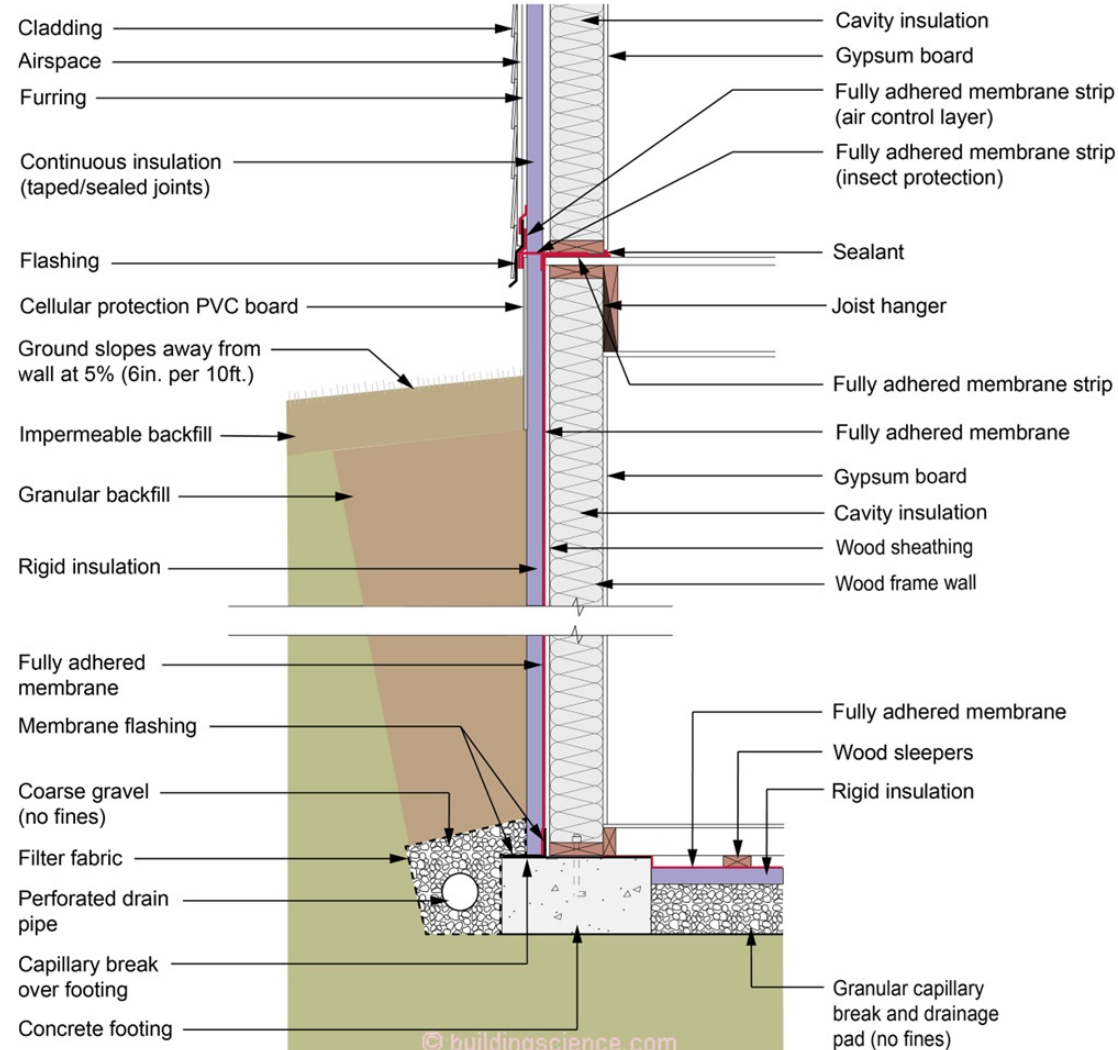 Cladding
Airspace
Furring
Continuous insulation
(taped/sealed joints)
Flashing
Cellular protection PVC board
Ground slopes away from
wall at 5% (6in. per 10ft.)
Impermeable backfill
Granular backfill
Rigid insulation
Fully adhered
membrane
Membrane flashing
Coarse gravel
(no fines)
Filter fabric
Perforated drain
pipe
Capillary break
over footing
Concrete footing
Cavity insulation
Gypsum board
Fully adhered membrane strip
(air control layer)
Fully adhered membrane strip
(insect protection)
Sealant
Joist hanger
Fully adhered membrane strip
Fully adhered membrane
Gypsum board
Cavity insulation
Wood sheathing
Wood frame wall
Fully adhered membrane
Wood sleepers
Rigid insulation
Granular capillary
break and drainage
pad (no fines)
© buildingscience.com